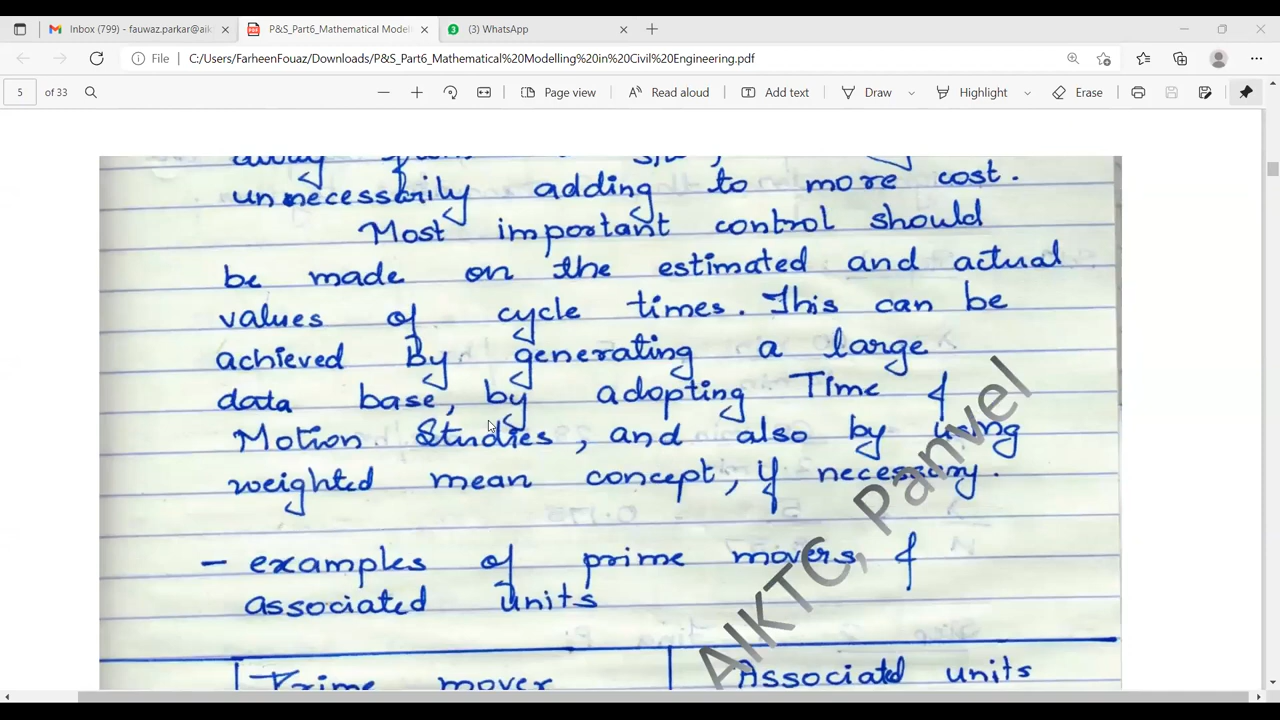 Inbox (799) - fauwaz.parkar@aik
P&S_Part6_Mathematical Model
(3) WhatsApp
File
C:/Users/FarheenFouaz/Downloads/P&S_Part6_Mathematical%20Modelling%20in%20Civil%20Engineering.pdf
5 of 33
Page view
Read aloud
Add text
Draw
Highlight
Erase
unnecessarily adding to more cost.
Most important control should
be made on the estimated and actual
values of cycle times. This can be
achieved By generating a large
data base, by adopting Time &
Motion Studies, and also by using
weighted mean concept, if necessary.
- examples of prime movers &
associated units
Prime mover
Associated units
AIKTC, Panvel